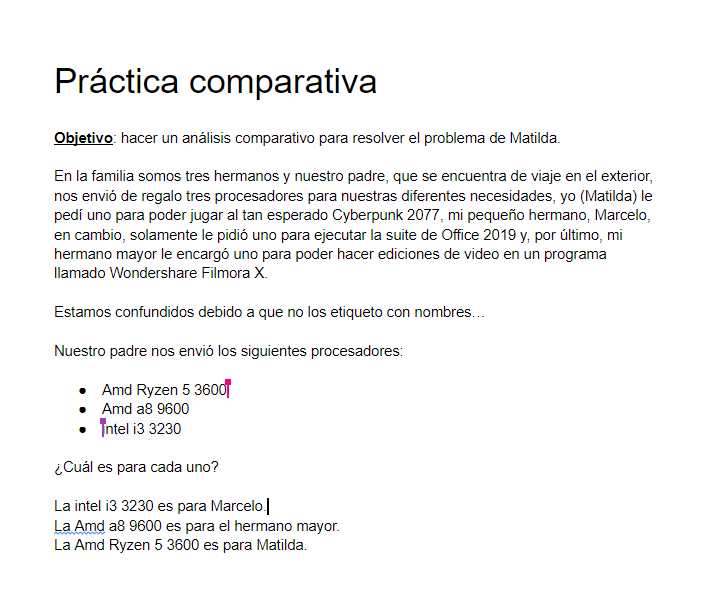 Práctica comparativa
Objetivo: hacer un análisis comparativo para resolver el problema de Matilda.
En la familia somos tres hermanos y nuestro padre, que se encuentra de viaje en el exterior,
nos envió de regalo tres procesadores para nuestras diferentes necesidades, yo (Matilda) le
pedí uno para poder jugar al tan esperado Cyberpunk 2077, mi pequeño hermano, Marcelo,
en cambio, solamente le pidió uno para ejecutar la suite de Office 2019 y, por último, mi
hermano mayor le encargó uno para poder hacer ediciones de video en un programa
llamado Wondershare Filmora X.
Estamos confundidos debido a que no los etiqueto con nombres…
Nuestro padre nos envió los siguientes procesadores:
● Amd Ryzen 5 3600
● Amd a8 9600
● Intel i3 3230
¿Cuál es para cada uno?
La intel i3 3230 es para Marcelo.
La Amd a8 9600 es para el hermano mayor.
La Amd Ryzen 5 3600 es para Matilda.